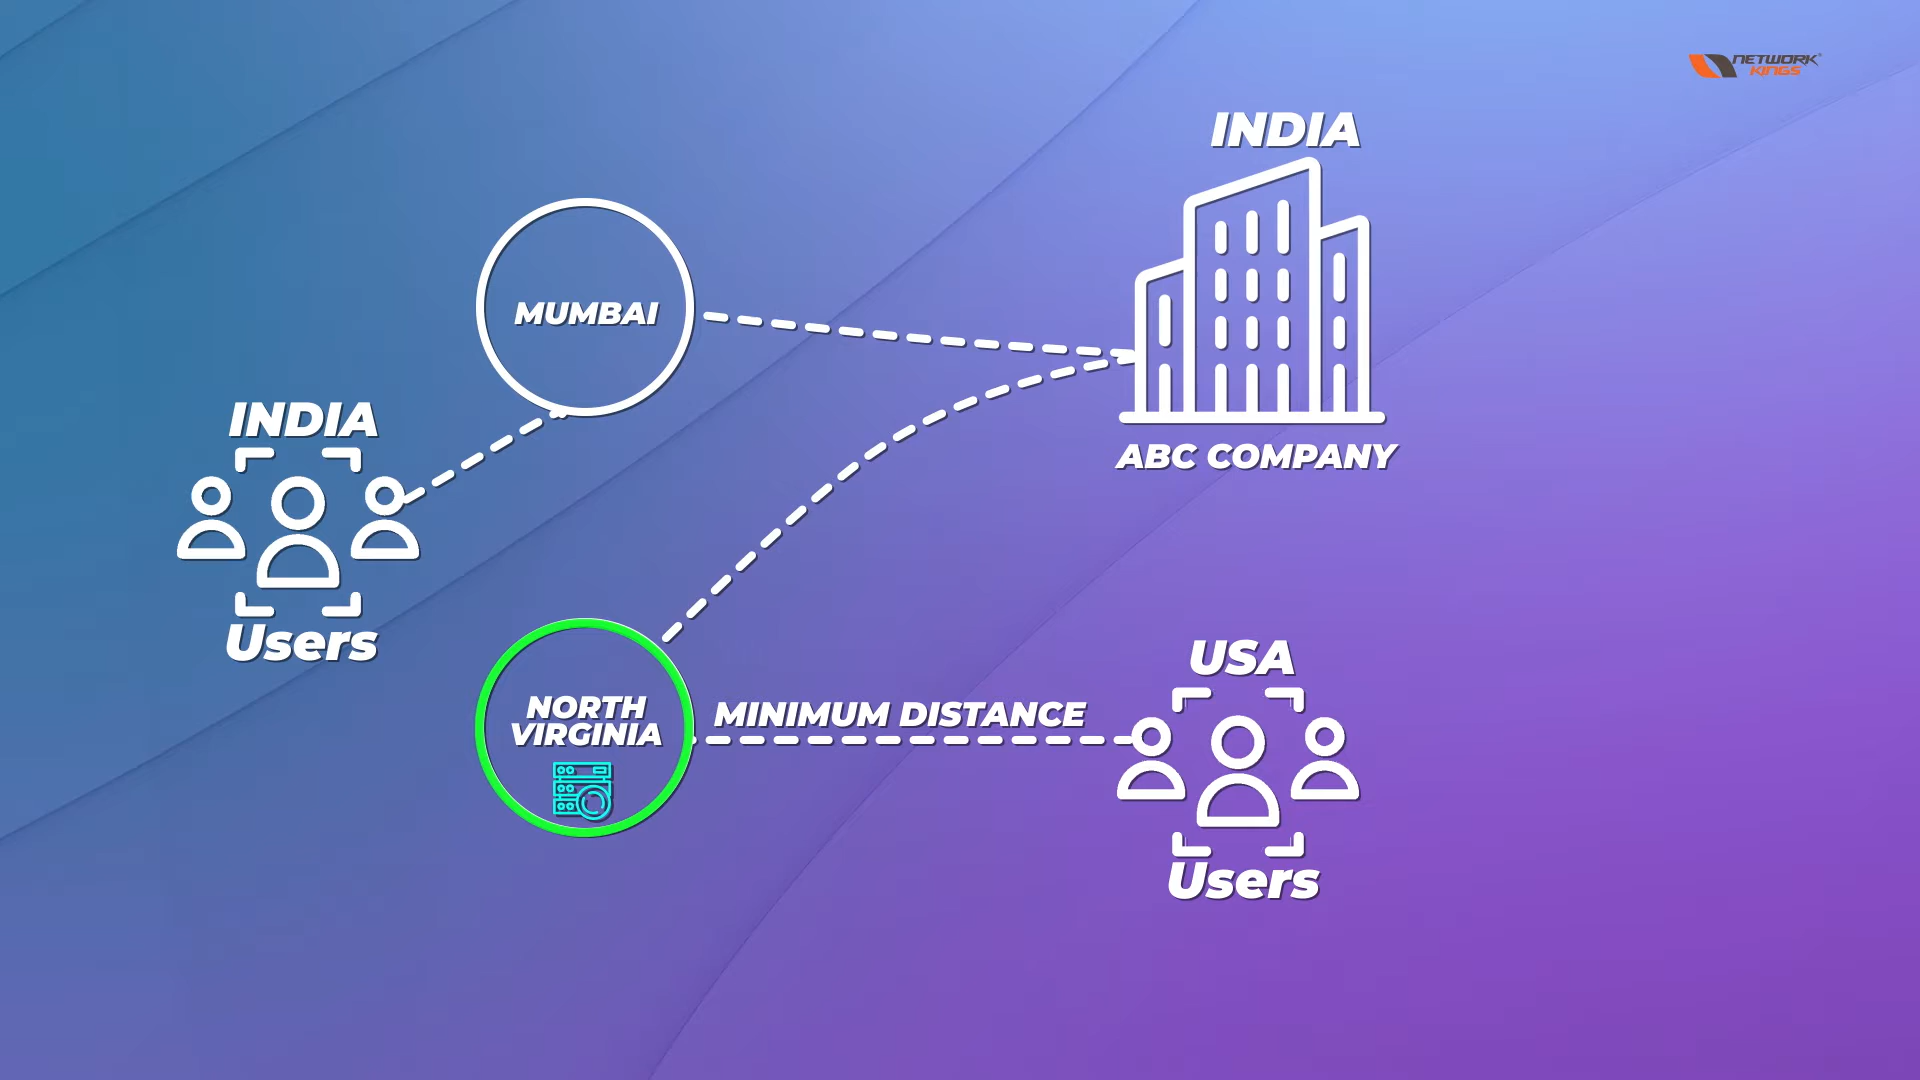 NETWORK
KINGS
INDIA
MUMBAI
INDIA
ABC COMPANY
Users
USA
NORTH
VIRGINIA
MINIMUM DISTANCE
Users